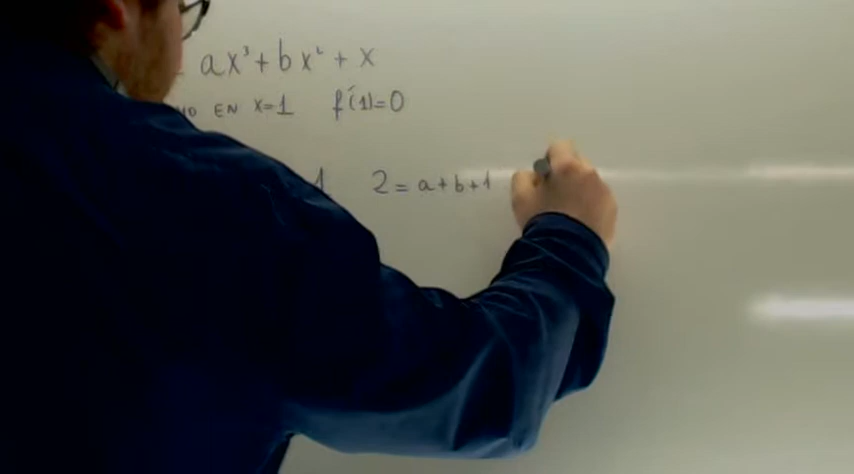 ax³+bx²+x
EN x=1 f'(1)=0
1 2=a+b+1